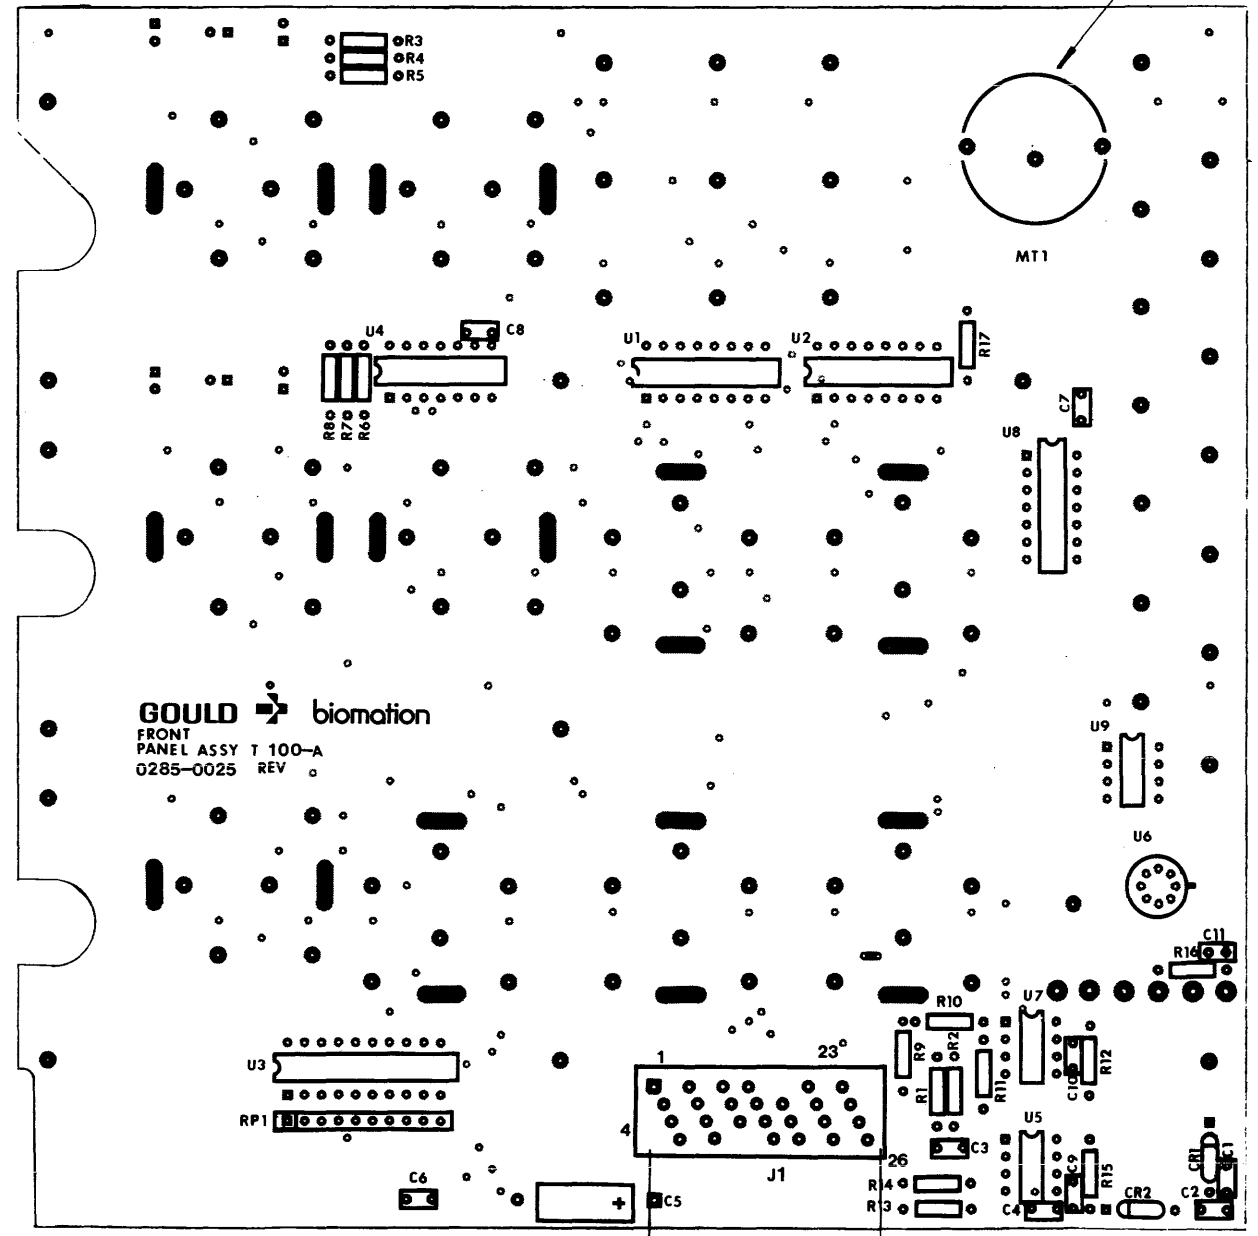 R3
R4
R5
MT1
U4
C8
U1
U2
R17
R8
R7
R6
C7
U8
GOULD biomation
FRONT
PANEL ASSY T 100-A
0285-0025 REV
U9
U6
C11
R16
U7
R10
R9
R2
R1
R11
C10
R12
U3
RP1
1
23
4
26
J1
C3
U5
C9
R15
CR1
C1
R14
R13
C4
CR2
C2
C6
+
C5